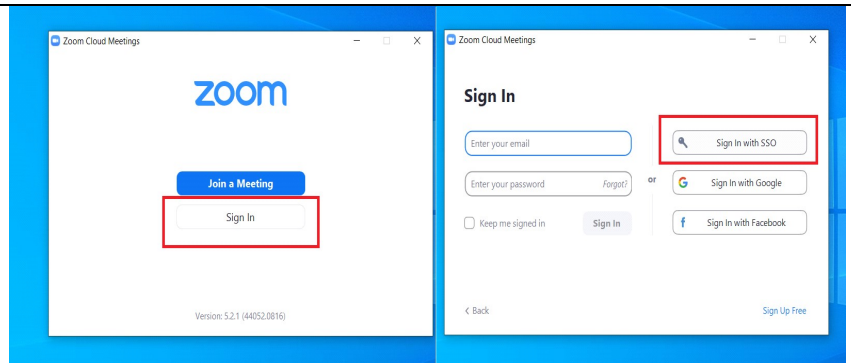 Zoom Cloud Meetings
zoom
Join a Meeting
Sign In
Version: 5.2.1 (44052.0816)
Zoom Cloud Meetings
Sign In
Enter your email
Enter your password Forgot?
Keep me signed in Sign In
or
Sign In with SSO
G Sign In with Google
f Sign In with Facebook
< Back
Sign Up Free